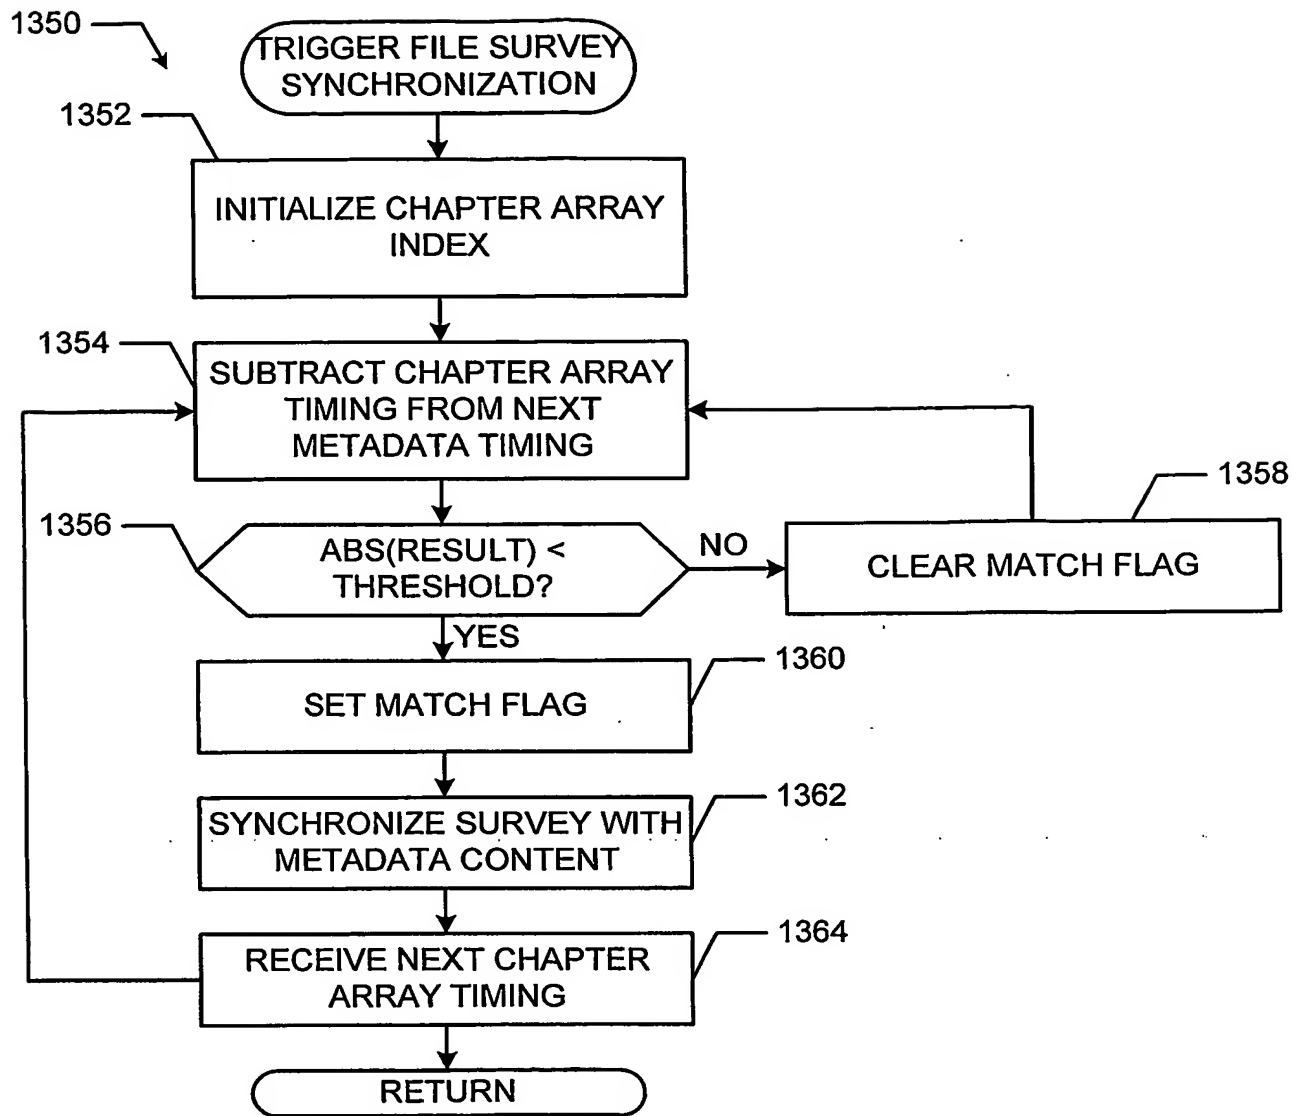 1350
TRIGGER FILE SURVEY
SYNCHRONIZATION
1352
INITIALIZE CHAPTER ARRAY
INDEX
1354
SUBTRACT CHAPTER ARRAY
TIMING FROM NEXT
METADATA TIMING
1356
ABS(RESULT) <
THRESHOLD?
NO
1358
CLEAR MATCH FLAG
YES
1360
SET MATCH FLAG
1362
SYNCHRONIZE SURVEY WITH
METADATA CONTENT
1364
RECEIVE NEXT CHAPTER
ARRAY TIMING
RETURN